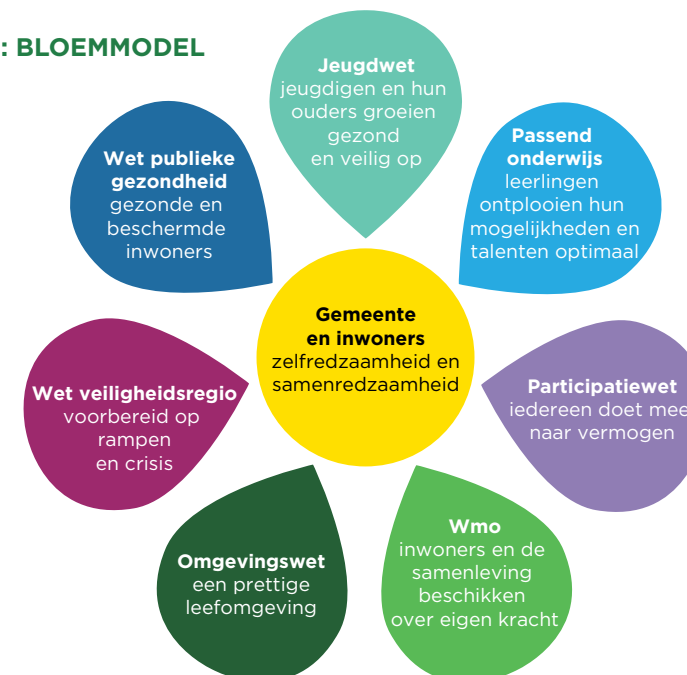 : BLOEMMODEL
Jeugdwet
jeugdigen en hun
ouders groeien
gezond
en veilig op
Passend
onderwijs
leerlingen
ontplooien hun
mogelijkheden en
talenten optimaal
Wet publieke
gezondheid
gezonde en
beschermde
inwoners
Gemeente
en inwoners
zelfredzaamheid en
samenredzaamheid
Wet veiligheidsregio
voorbereid op
rampen
en crisis
Participatiewet
iedereen doet mee
naar vermogen
Omgevingswet
een prettige
leefomgeving
Wmo
inwoners en de
samenleving
beschikken
over eigen kracht